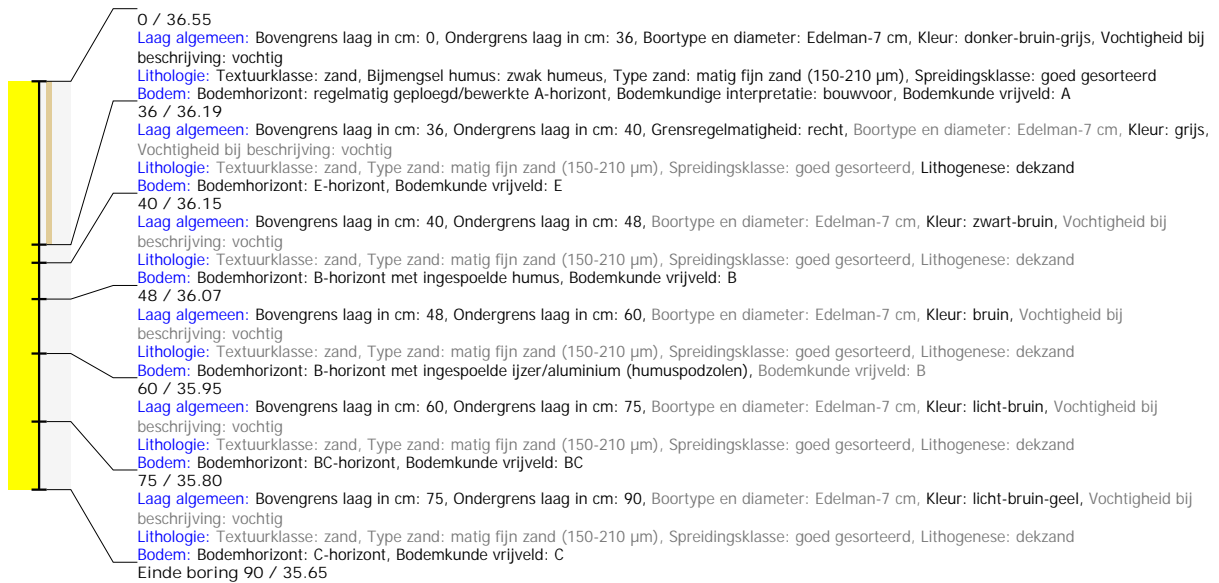 0 / 36.55
Laag algemeen: Bovengrens laag in cm: 0, Ondergrens laag in cm: 36, Boortype en diameter: Edelman-7 cm, Kleur: donker-bruin-grijs, Vochtigheid bij
beschrijving: vochtig
Lithologie: Textuurklasse: zand, Bijmengsel humus: zwak humeus, Type zand: matig fijn zand (150-210 µm), Spreidingsklasse: goed gesorteerd
Bodem: Bodemhorizont: regelmatig geploegd/bewerkte A-horizont, Bodemkundige interpretatie: bouwvoor, Bodemkunde vrijveld: A
36 / 36.19
Laag algemeen: Bovengrens laag in cm: 36, Ondergrens laag in cm: 40, Grensregelmatigheid: recht, Boortype en diameter: Edelman-7 cm, Kleur: grijs,
Vochtigheid bij beschrijving: vochtig
Lithologie: Textuurklasse: zand, Type zand: matig fijn zand (150-210 µm), Spreidingsklasse: goed gesorteerd, Lithogenese: dekzand
Bodem: Bodemhorizont: E-horizont, Bodemkunde vrijveld: E
40 / 36.15
Laag algemeen: Bovengrens laag in cm: 40, Ondergrens laag in cm: 48, Boortype en diameter: Edelman-7 cm, Kleur: zwart-bruin, Vochtigheid bij
beschrijving: vochtig
Lithologie: Textuurklasse: zand, Type zand: matig fijn zand (150-210 µm), Spreidingsklasse: goed gesorteerd, Lithogenese: dekzand
Bodem: Bodemhorizont: B-horizont met ingespoelde humus, Bodemkunde vrijveld: B
48 / 36.07
Laag algemeen: Bovengrens laag in cm: 48, Ondergrens laag in cm: 60, Boortype en diameter: Edelman-7 cm, Kleur: bruin, Vochtigheid bij
beschrijving: vochtig
Lithologie: Textuurklasse: zand, Type zand: matig fijn zand (150-210 µm), Spreidingsklasse: goed gesorteerd, Lithogenese: dekzand
Bodem: Bodemhorizont: B-horizont met ingespoelde ijzer/aluminium (humuspodzolen), Bodemkunde vrijveld: B
60 / 35.95
Laag algemeen: Bovengrens laag in cm: 60, Ondergrens laag in cm: 75, Boortype en diameter: Edelman-7 cm, Kleur: licht-bruin, Vochtigheid bij
beschrijving: vochtig
Lithologie: Textuurklasse: zand, Type zand: matig fijn zand (150-210 µm), Spreidingsklasse: goed gesorteerd, Lithogenese: dekzand
Bodem: Bodemhorizont: BC-horizont, Bodemkunde vrijveld: BC
75 / 35.80
Laag algemeen: Bovengrens laag in cm: 75, Ondergrens laag in cm: 90, Boortype en diameter: Edelman-7 cm, Kleur: licht-bruin-geel, Vochtigheid bij
beschrijving: vochtig
Lithologie: Textuurklasse: zand, Type zand: matig fijn zand (150-210 µm), Spreidingsklasse: goed gesorteerd, Lithogenese: dekzand
Bodem: Bodemhorizont: C-horizont, Bodemkunde vrijveld: C
Einde boring 90 / 35.65